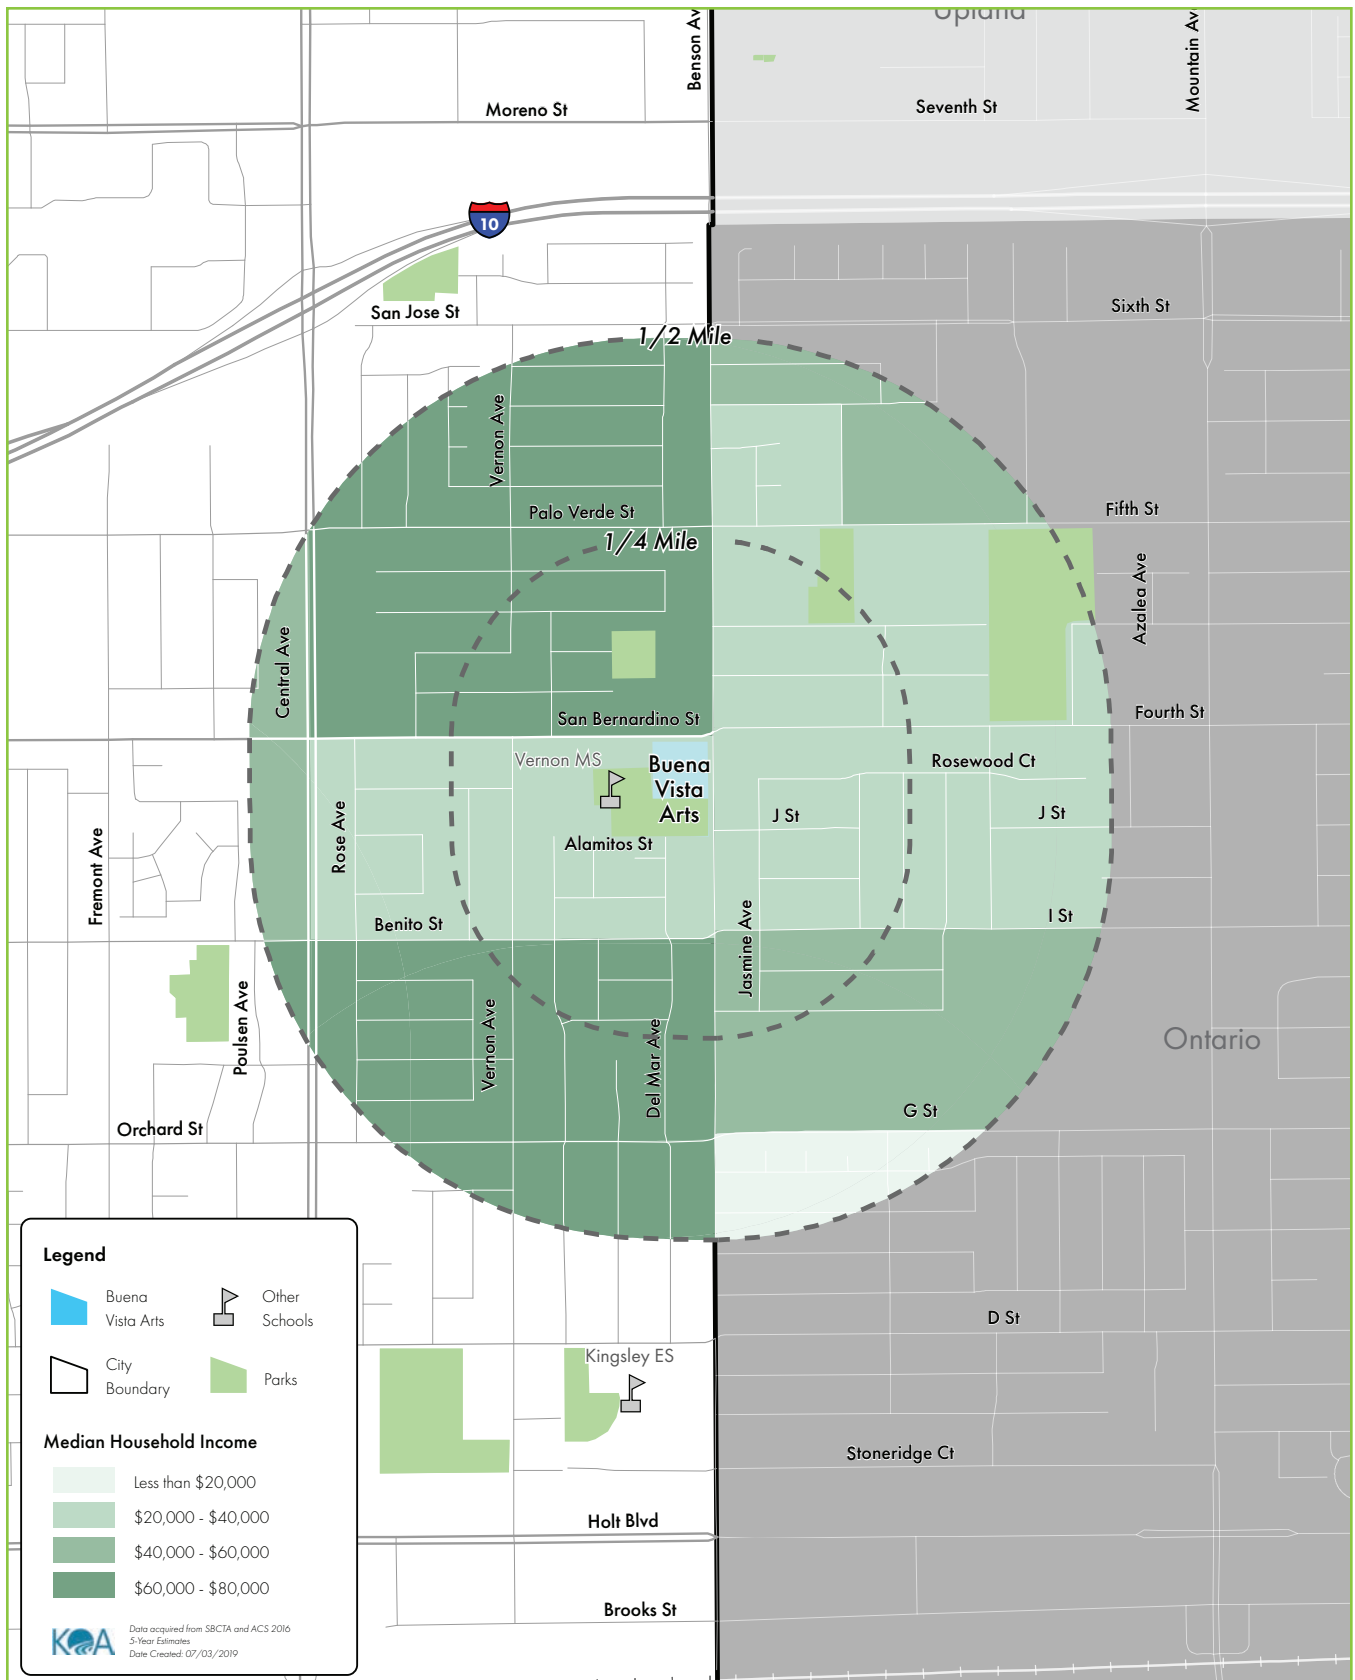 Upland
Benson Av
Mountain Av
Moreno St
Seventh St
10
San Jose St
Sixth St
1/2 Mile
Vernon Ave
Palo Verde St
Fifth St
1/4 Mile
Azalea Ave
Central Ave
San Bernardino St
Fourth St
Vernon MS
Buena
Vista
Arts
Rosewood Ct
J St
J St
Rose Ave
Alamitos St
Fremont Ave
Benito St
I St
Jasmine Ave
Poulsen Ave
Vernon Ave
Del Mar Ave
Ontario
G St
Orchard St
Legend
Buena
Vista Arts
Other
Schools
City
Boundary
Parks
D St
Kingsley ES
Median Household Income
Less than $20,000
$20,000 - $40,000
$40,000 - $60,000
$60,000 - $80,000
Stoneridge Ct
Holt Blvd
Brooks St
KOA
Data acquired from SBCTA and ACS 2016
5-Year Estimates
Date Created: 07/03/2019